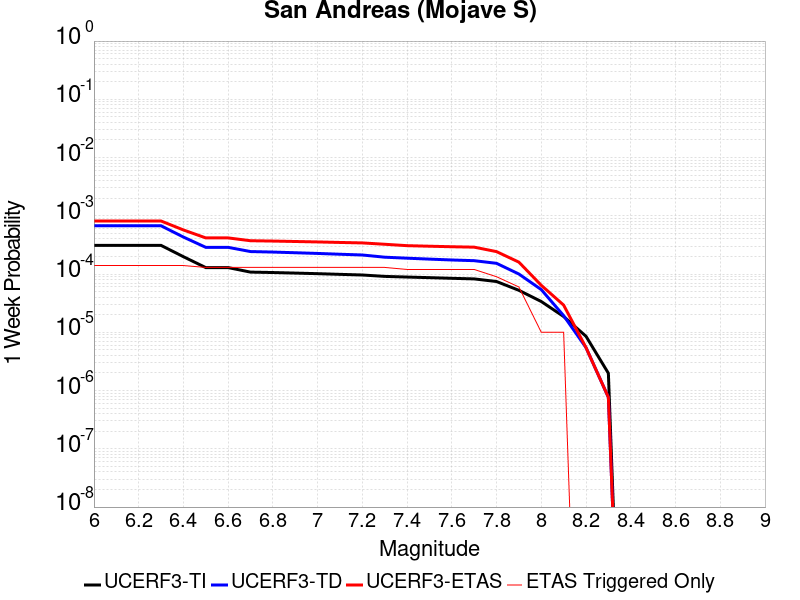 San Andreas (Mojave S)
10^0
10^-1
10^-2
10^-3
10^-4
10^-5
10^-6
10^-7
10^-8
1 Week Probability
6 6.2 6.4 6.6 6.8 7 7.2 7.4 7.6 7.8 8 8.2 8.4 8.6 8.8 9
Magnitude
UCERF3-TI UCERF3-TD UCERF3-ETAS ETAS Triggered Only